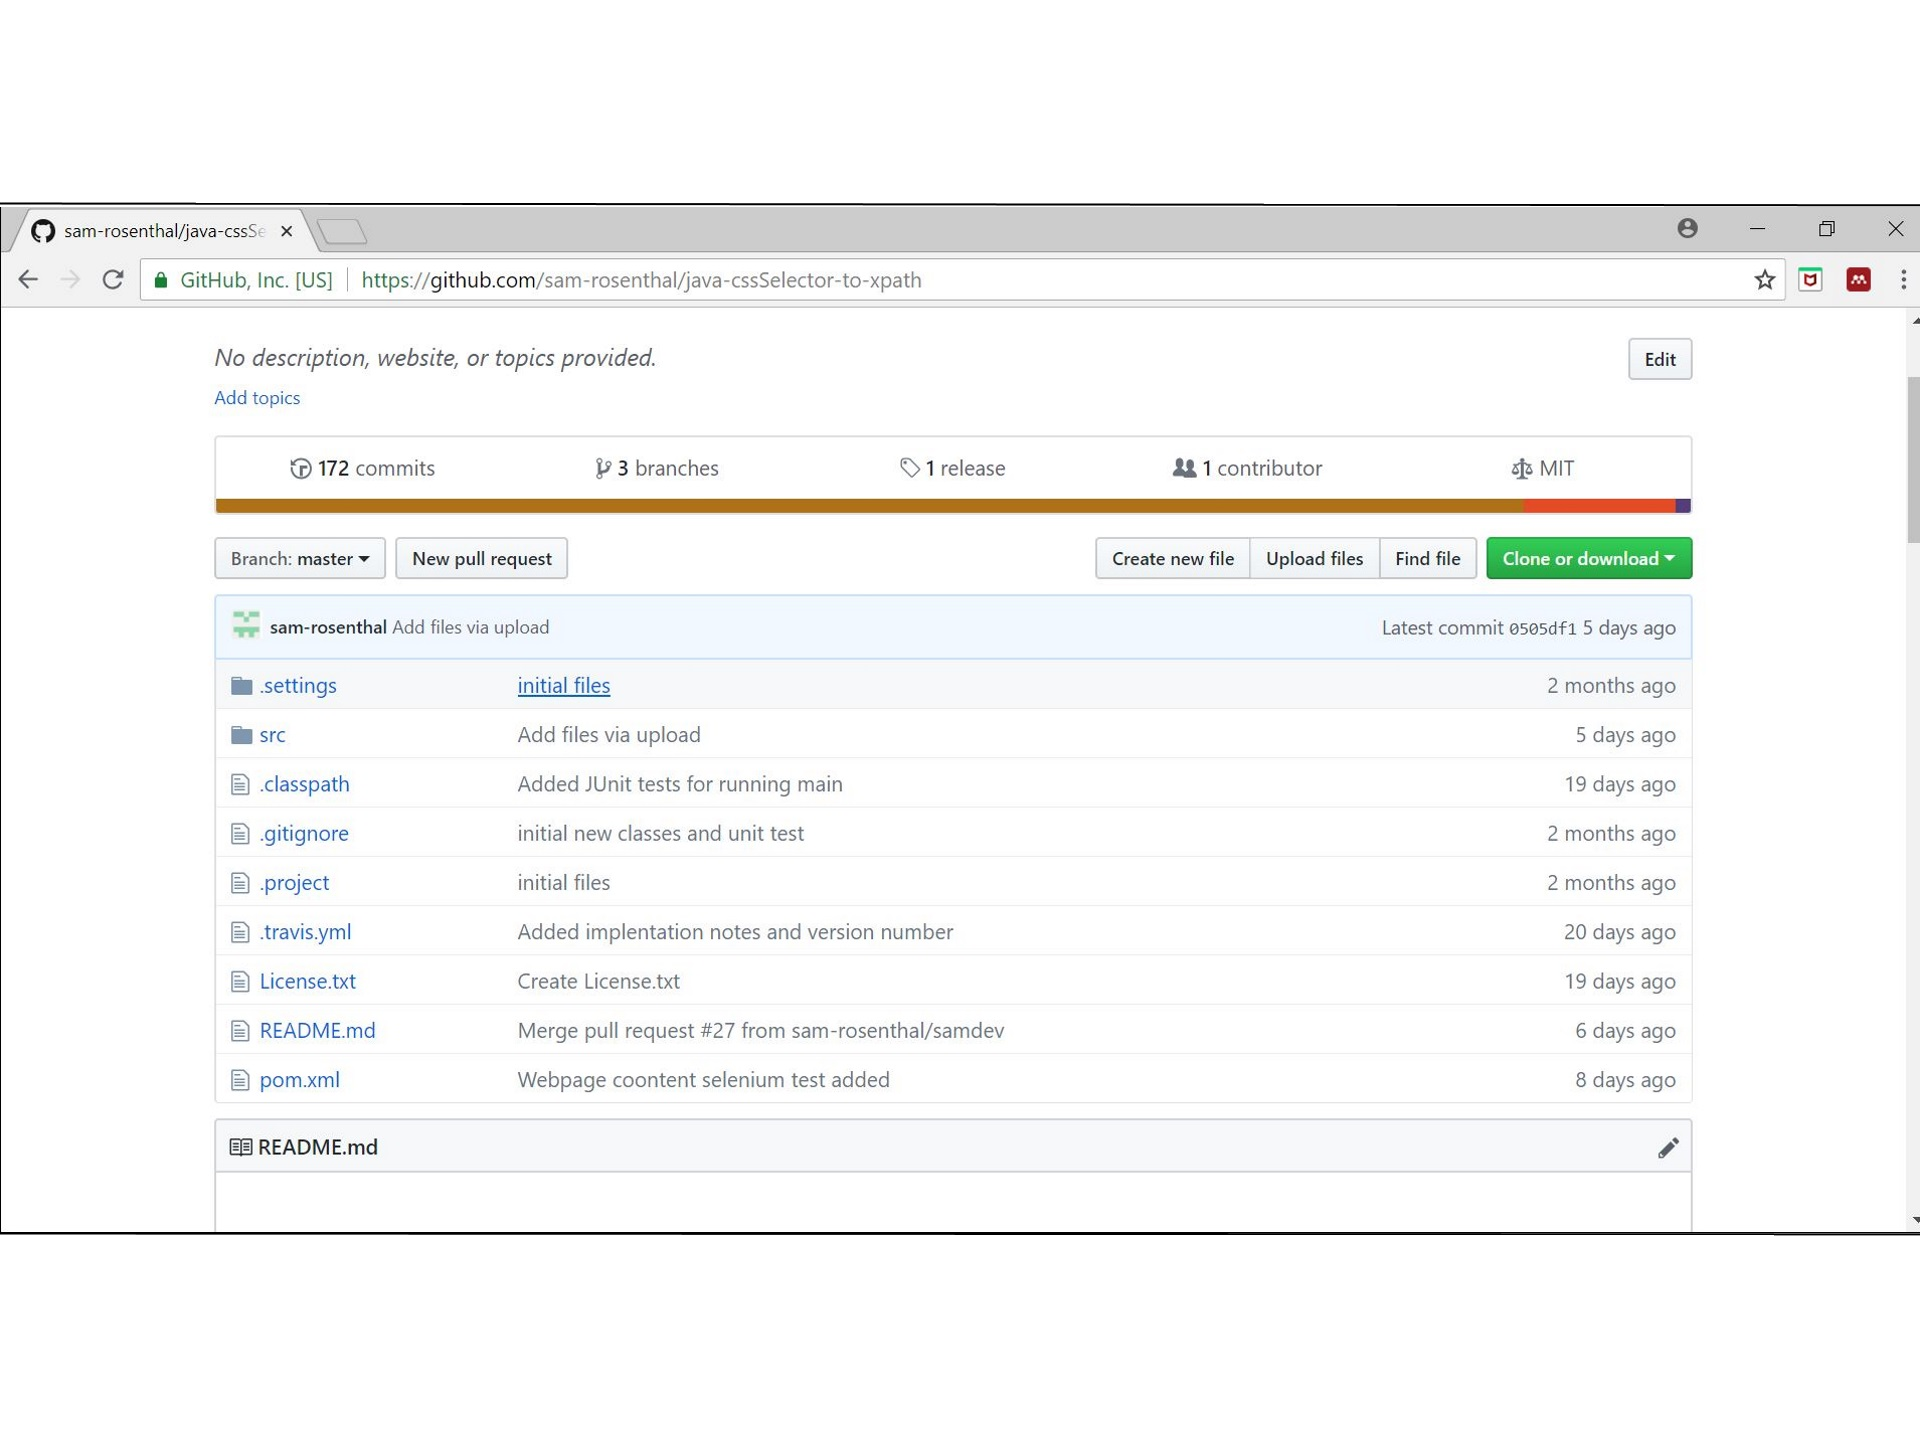 sam-rosenthal/java-cssSe
GitHub, Inc. [US] https://github.com/sam-rosenthal/java-cssSelector-to-xpath
No description, website, or topics provided. Edit
Add topics
172 commits 3 branches 1 release 1 contributor MIT
Branch: master New pull request Create new file Upload files Find file Clone or download
sam-rosenthal Add files via upload Latest commit 0505df1 5 days ago
.settings initial files 2 months ago
src Add files via upload 5 days ago
.classpath Added JUnit tests for running main 19 days ago
.gitignore initial new classes and unit test 2 months ago
.project initial files 2 months ago
.travis.yml Added implentation notes and version number 20 days ago
License.txt Create License.txt 19 days ago
README.md Merge pull request #27 from sam-rosenthal/samdev 6 days ago
pom.xml Webpage coontent selenium test added 8 days ago
README.md